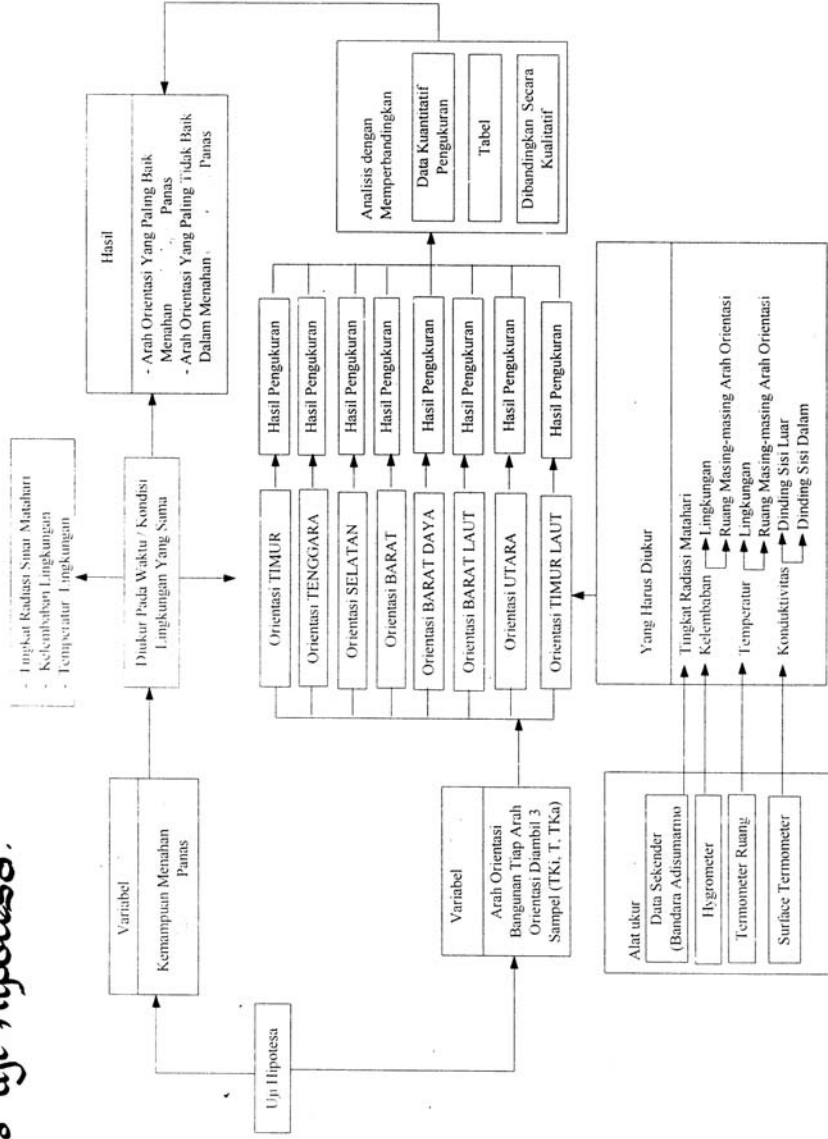 uji hipotesa.
Uji Hipotesa
Variabel
Kemampuan Menahan
Panas
Variabel
Arah Orientasi
Bangunan Tiap Arah
Orientasi Diambil 3
Sampel (TKi, T, TKa)
- Tingkat Radiasi Sinar Matahari
- Kelembaban Lingkungan
- Temperatur Lingkungan
Diukur Pada Waktu / Kondisi
Lingkungan Yang Sama
Hasil
- Arah Orientasi Yang Paling Baik
Menahan Panas
- Arah Orientasi Yang Paling Tidak Baik
Dalam Menahan Panas
Orientasi TIMUR
Hasil Pengukuran
Orientasi TENGGARA
Hasil Pengukuran
Orientasi SELATAN
Hasil Pengukuran
Orientasi BARAT
Hasil Pengukuran
Orientasi BARAT DAYA
Hasil Pengukuran
Orientasi BARAT LAUT
Hasil Pengukuran
Orientasi UTARA
Hasil Pengukuran
Orientasi TIMUR LAUT
Hasil Pengukuran
Analisis dengan
Memperbandingkan
Data Kuantitatif
Pengukuran
Tabel
Dibandingkan Secara
Kualitatif
Alat ukur
Data Sekender
(Bandara Adisumarmo
Hygrometer
Termometer Ruang
Surface Termometer
Yang Harus Diukur
Tingkat Radiasi Matahari
Kelembaban
Lingkungan
Ruang Masing-masing Arah Orientasi
Temperatur
Lingkungan
Ruang Masing-masing Arah Orientasi
Konduktivitas
Dinding Sisi Luar
Dinding Sisi Dalam